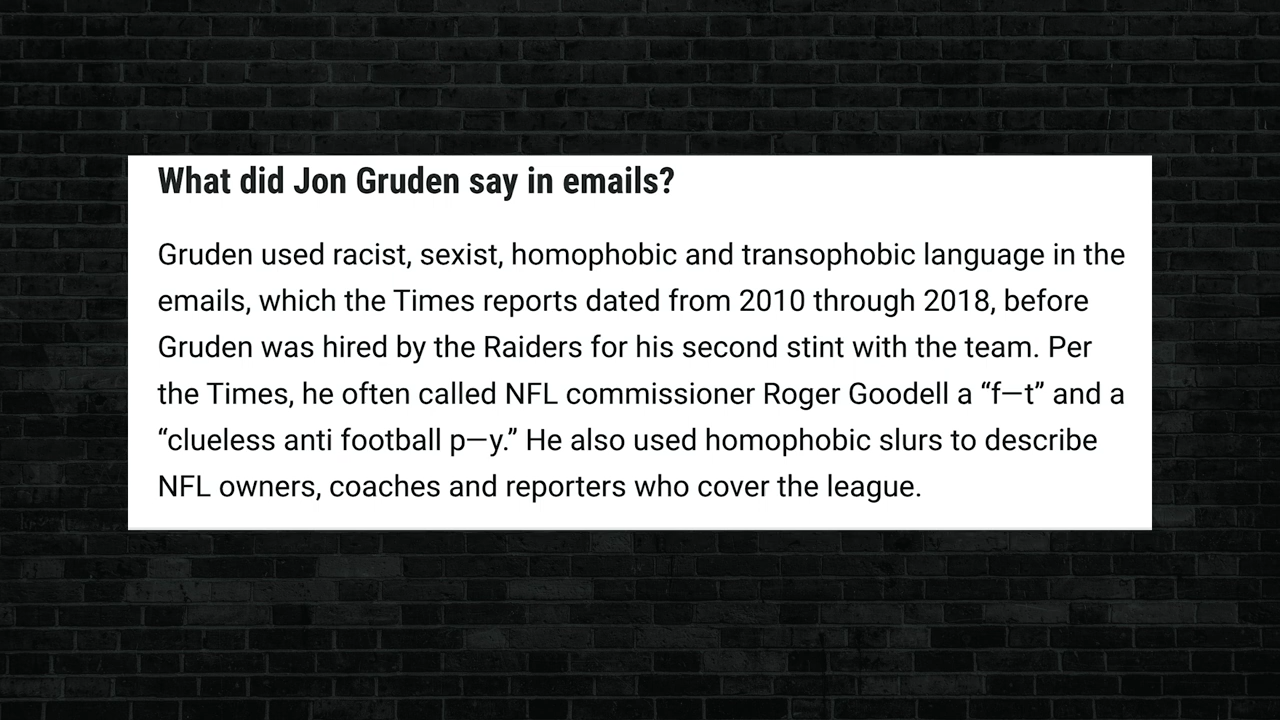 What did Jon Gruden say in emails?
Gruden used racist, sexist, homophobic and transophobic language in the
emails, which the Times reports dated from 2010 through 2018, before
Gruden was hired by the Raiders for his second stint with the team. Per
the Times, he often called NFL commissioner Roger Goodell a “f—t” and a
“clueless anti football p—y.” He also used homophobic slurs to describe
NFL owners, coaches and reporters who cover the league.